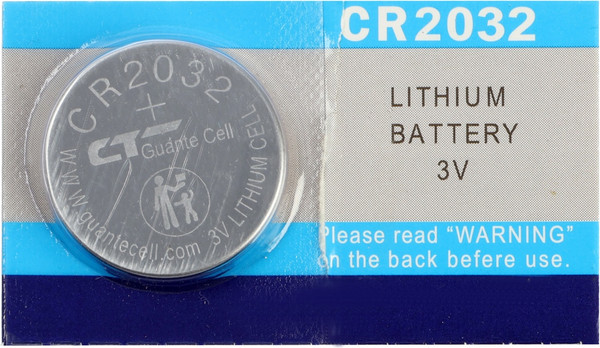 CR2032
+
CT
Guante Cell
3V LITHIUM CELL
www.guantecell.com
CR2032
LITHIUM
BATTERY
3V
Please read “WARNING”
on the back befere use.